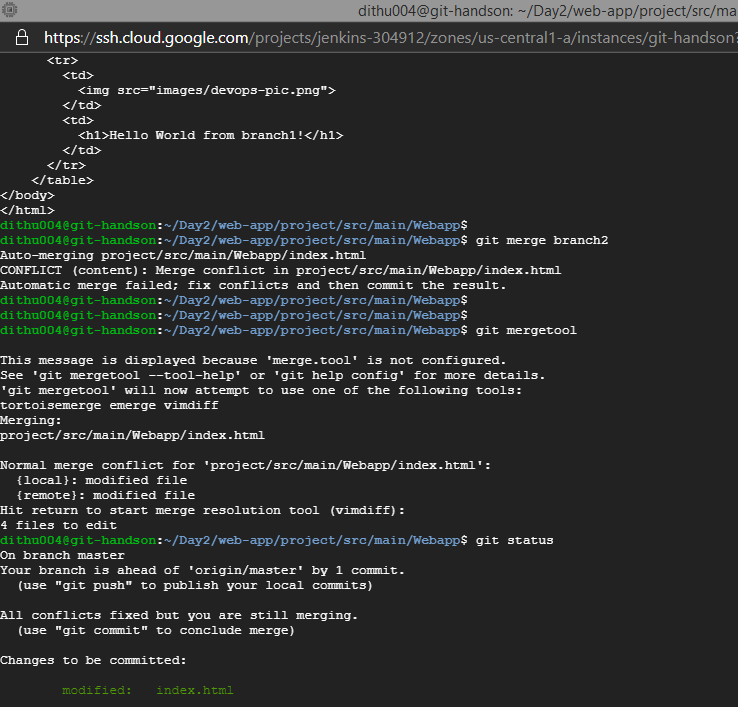 dithu004@git-handson: ~/Day2/web-app/project/src/ma
https://ssh.cloud.google.com/projects/jenkins-304912/zones/us-central1-a/instances/git-handson?
<tr>
<td>
<img src="images/devops-pic.png">
</td>
<td>
<h1>Hello World from branch1!</h1>
</td>
</tr>
</table>
</body>
</html>
dithu004@git-handson:~/Day2/web-app/project/src/main/Webapp$
dithu004@git-handson:~/Day2/web-app/project/src/main/Webapp$ git merge branch2
Auto-merging project/src/main/Webapp/index.html
CONFLICT (content): Merge conflict in project/src/main/Webapp/index.html
Automatic merge failed; fix conflicts and then commit the result.
dithu004@git-handson:~/Day2/web-app/project/src/main/Webapp$
dithu004@git-handson:~/Day2/web-app/project/src/main/Webapp$
dithu004@git-handson:~/Day2/web-app/project/src/main/Webapp$ git mergetool
This message is displayed because 'merge.tool' is not configured.
See 'git mergetool --tool-help' or 'git help config' for more details.
'git mergetool' will now attempt to use one of the following tools:
tortoisemerge emerge vimdiff
Merging:
project/src/main/Webapp/index.html
Normal merge conflict for 'project/src/main/Webapp/index.html':
{local}: modified file
{remote}: modified file
Hit return to start merge resolution tool (vimdiff):
4 files to edit
dithu004@git-handson:~/Day2/web-app/project/src/main/Webapp$ git status
On branch master
Your branch is ahead of 'origin/master' by 1 commit.
(use "git push" to publish your local commits)
All conflicts fixed but you are still merging.
(use "git commit" to conclude merge)
Changes to be committed:
modified: index.html